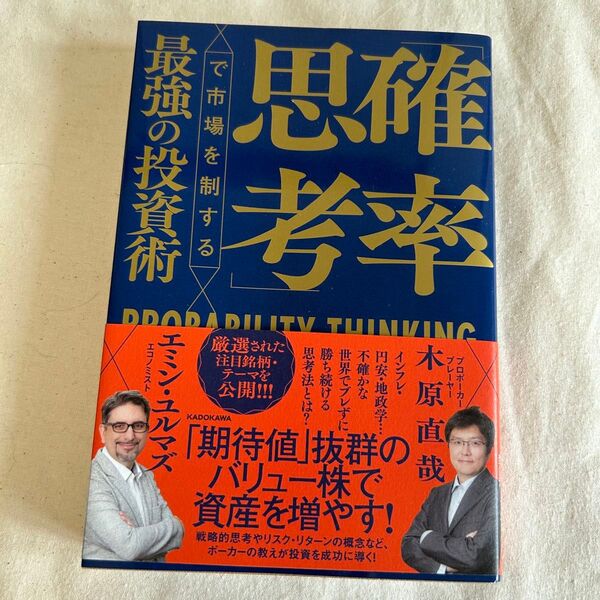 「確率
思考」
で市場を制する
最強の投資術
PROBABILITY THINKING
プロポーカー
プレーヤー
木原直哉
インフレ・
円安・地政学…
不確かな
世界でブレずに
勝ち続ける
思考法とは?
厳選された
注目銘柄・
テーマを
公開!!!
エコノミスト
エミン・ユルマズ
KADOKAWA
「期待値」抜群の
バリュー株で
資産を増やす!
戦略的思考やリスク・リターンの概念など、
ポーカーの教えが投資を成功に導く!